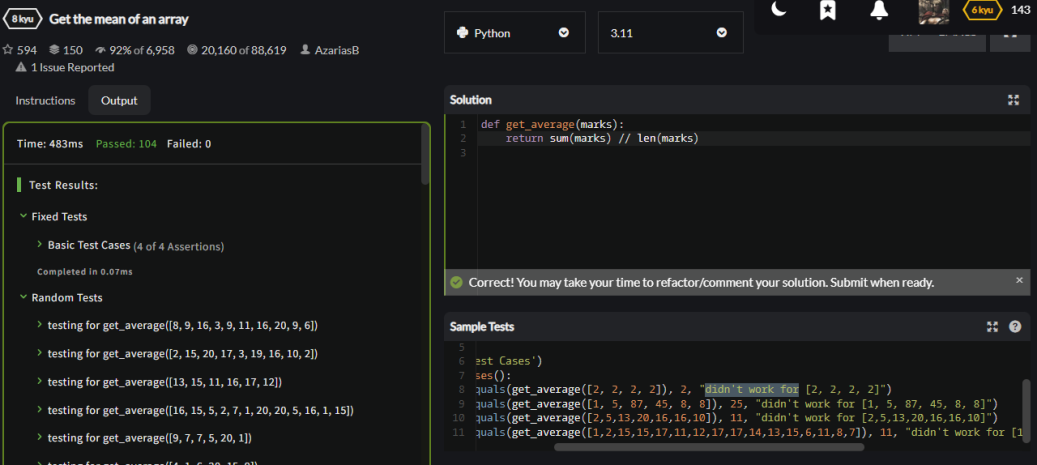 8 kyu Get the mean of an array
594 150 92% of 6,958 20,160 of 88,619 AzariasB
1 Issue Reported
Python
3.11
6 kyu 143
Instructions Output
Time: 483ms Passed: 104 Failed: 0
Test Results:
Fixed Tests
Basic Test Cases (4 of 4 Assertions)
Completed in 0.07ms
Random Tests
testing for get_average([8, 9, 16, 3, 9, 11, 16, 20, 9, 6])
testing for get_average([2, 15, 20, 17, 3, 19, 16, 10, 2])
testing for get_average([13, 15, 11, 16, 17, 12])
testing for get_average([16, 15, 5, 2, 7, 1, 20, 20, 5, 16, 1, 15])
testing for get_average([9, 7, 7, 5, 20, 1])
Solution
1 def get_average(marks):
2 return sum(marks) // len(marks)
3
Correct! You may take your time to refactor/comment your solution. Submit when ready.
Sample Tests
5
6 est Cases')
7 ses():
8 quals(get_average([2, 2, 2, 2]), 2, "didn't work for [2, 2, 2, 2]")
9 quals(get_average([1, 5, 87, 45, 8, 8]), 25, "didn't work for [1, 5, 87, 45, 8, 8]")
10 quals(get_average([2,5,13,20,16,16,10]), 11, "didn't work for [2,5,13,20,16,16,10]")
11 quals(get_average([1,2,15,15,17,11,12,17,17,14,13,15,6,11,8,7]), 11, "didn't work for [1